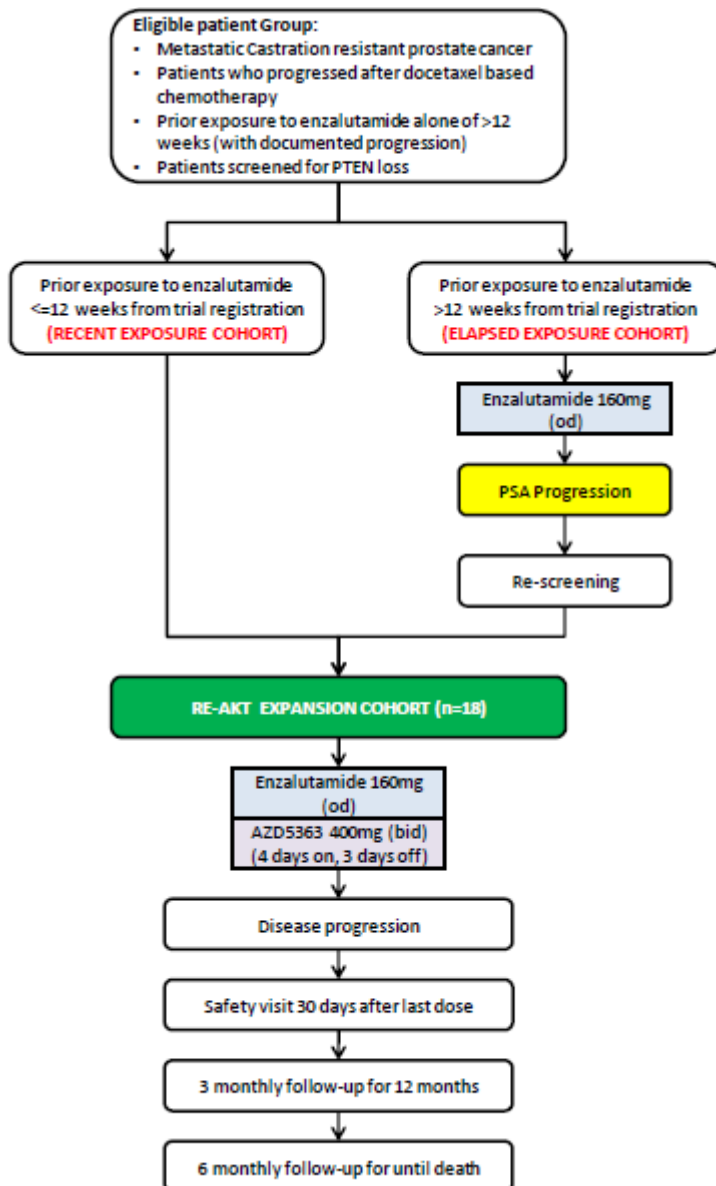 Eligible patient Group:
• Metastatic Castration resistant prostate cancer
• Patients who progressed after docetaxel based
chemotherapy
• Prior exposure to enzalutamide alone of >12
weeks (with documented progression)
• Patients screened for PTEN loss
Prior exposure to enzalutamide
<=12 weeks from trial registration
(RECENT EXPOSURE COHORT)
Prior exposure to enzalutamide
>12 weeks from trial registration
(ELAPSED EXPOSURE COHORT)
Enzalutamide 160mg
(od)
PSA Progression
Re-screening
RE-AKT EXPANSION COHORT (n=18)
Enzalutamide 160mg
(od)
AZD5363 400mg (bid)
(4 days on, 3 days off)
Disease progression
Safety visit 30 days after last dose
3 monthly follow-up for 12 months
6 monthly follow-up for until death